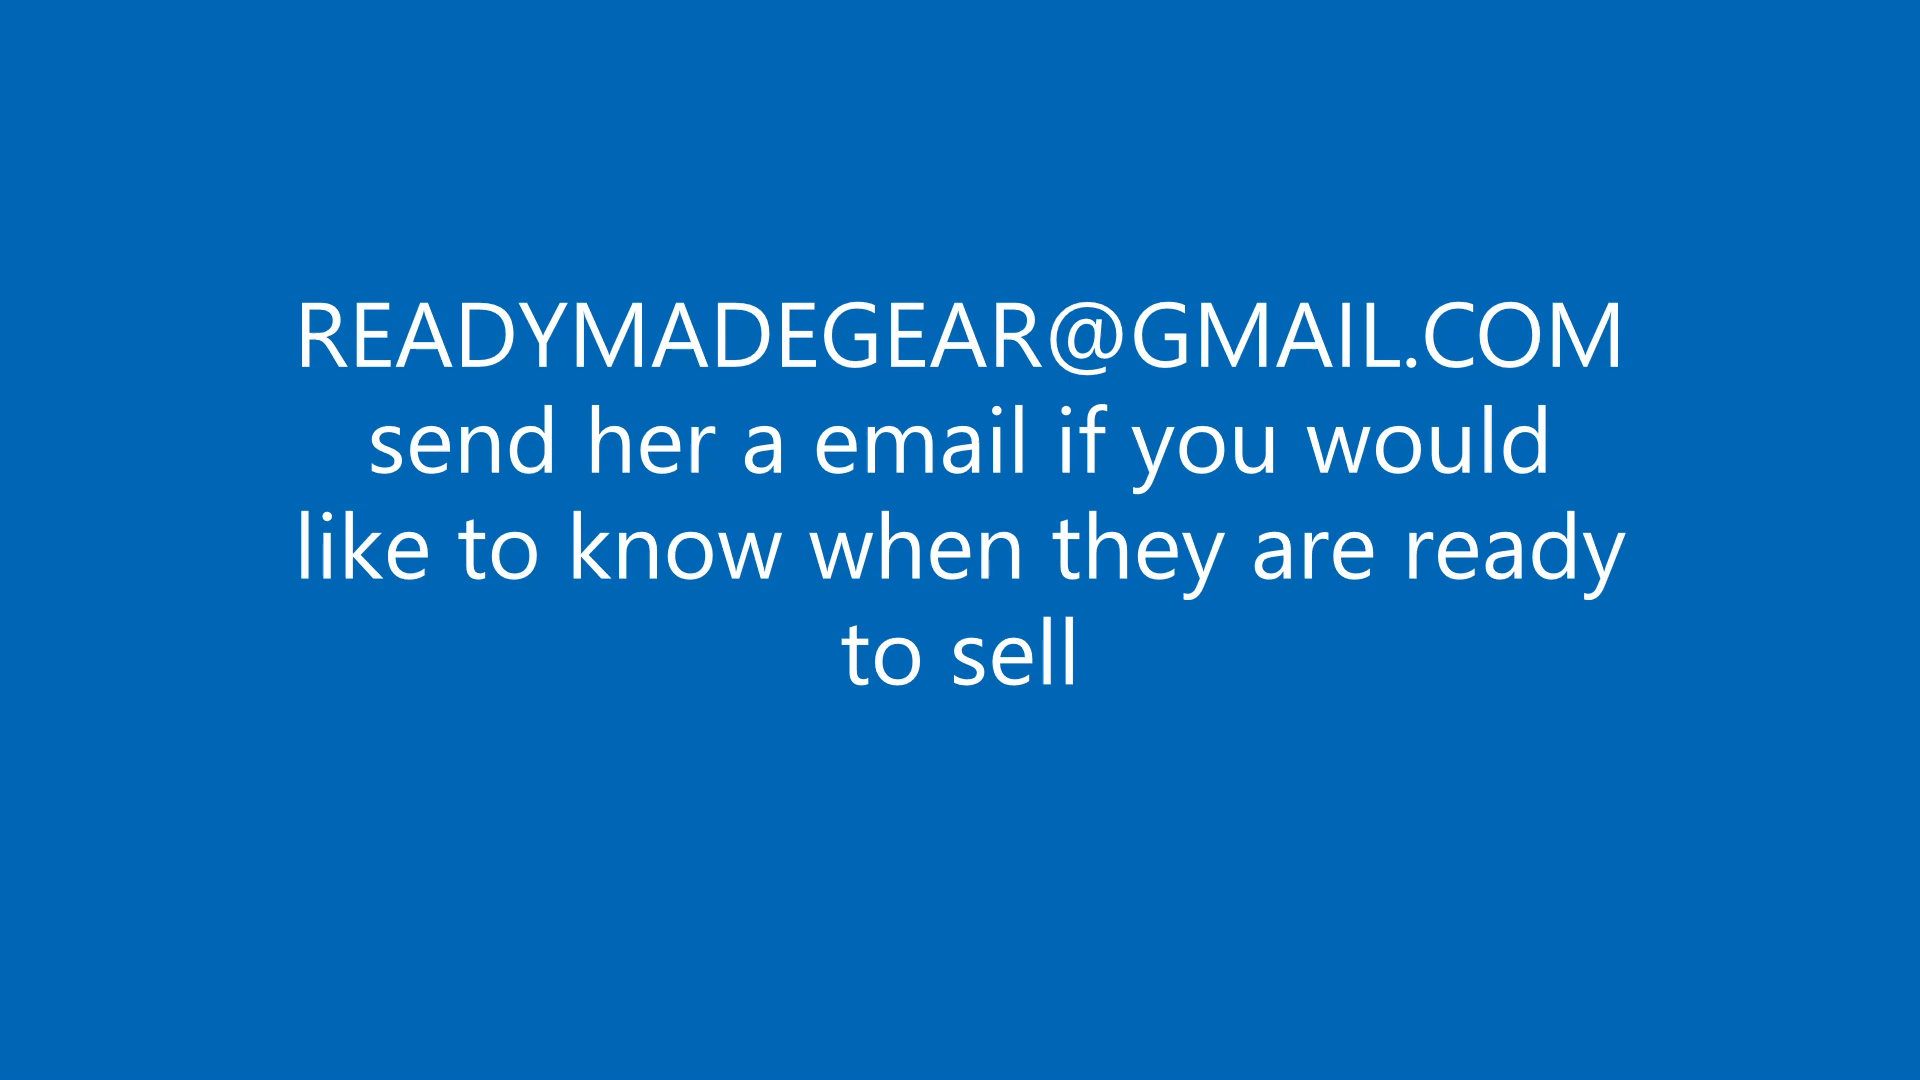 READYMADEGEAR@GMAIL.COM
send her a email if you would
like to know when they are ready
to sell